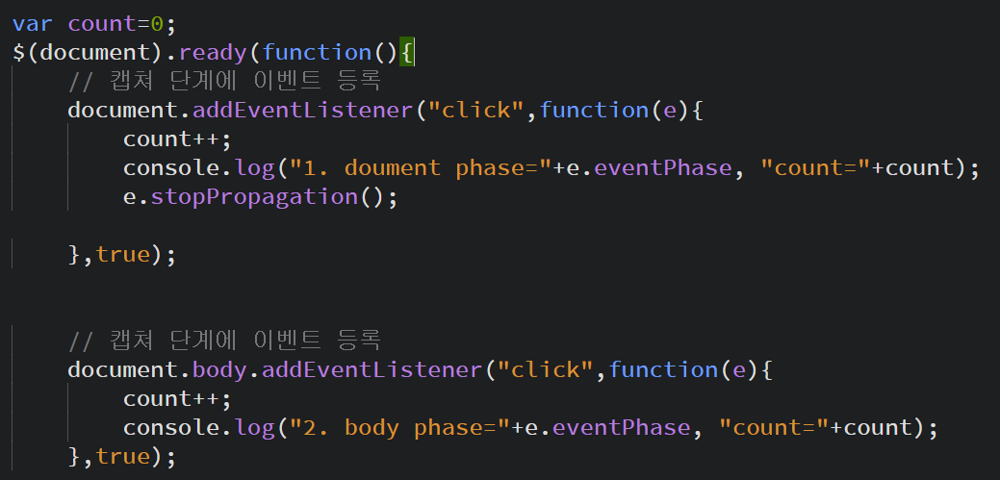 var count=0;
$(document).ready(function(){
// 캡쳐 단계에 이벤트 등록
document.addEventListener("click",function(e){
count++;
console.log("1. doument phase="+e.eventPhase, "count="+count);
e.stopPropagation();
},true);
// 캡쳐 단계에 이벤트 등록
document.body.addEventListener("click",function(e){
count++;
console.log("2. body phase="+e.eventPhase, "count="+count);
},true);